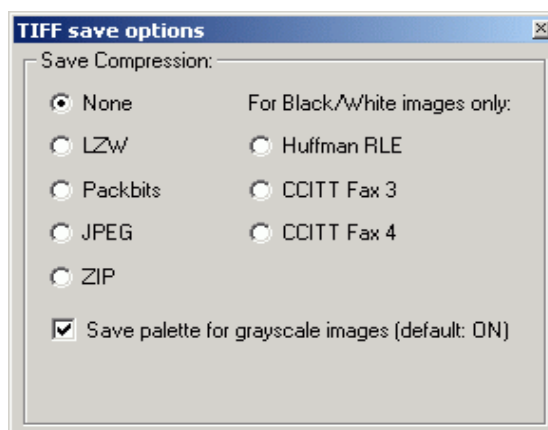 TIFF save options
Save Compression:
None
For Black/White images only:
LZW
Huffman RLE
Packbits
CCITT Fax 3
JPEG
CCITT Fax 4
ZIP
Save palette for grayscale images (default: ON)